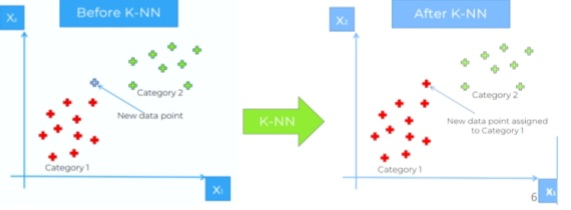 Before K-NN
X₂
Category 2
New data point
Category 1
X₁
K-NN
After K-NN
X₂
Category 2
New data point assigned
to Category 1
Category 1
6
X₁